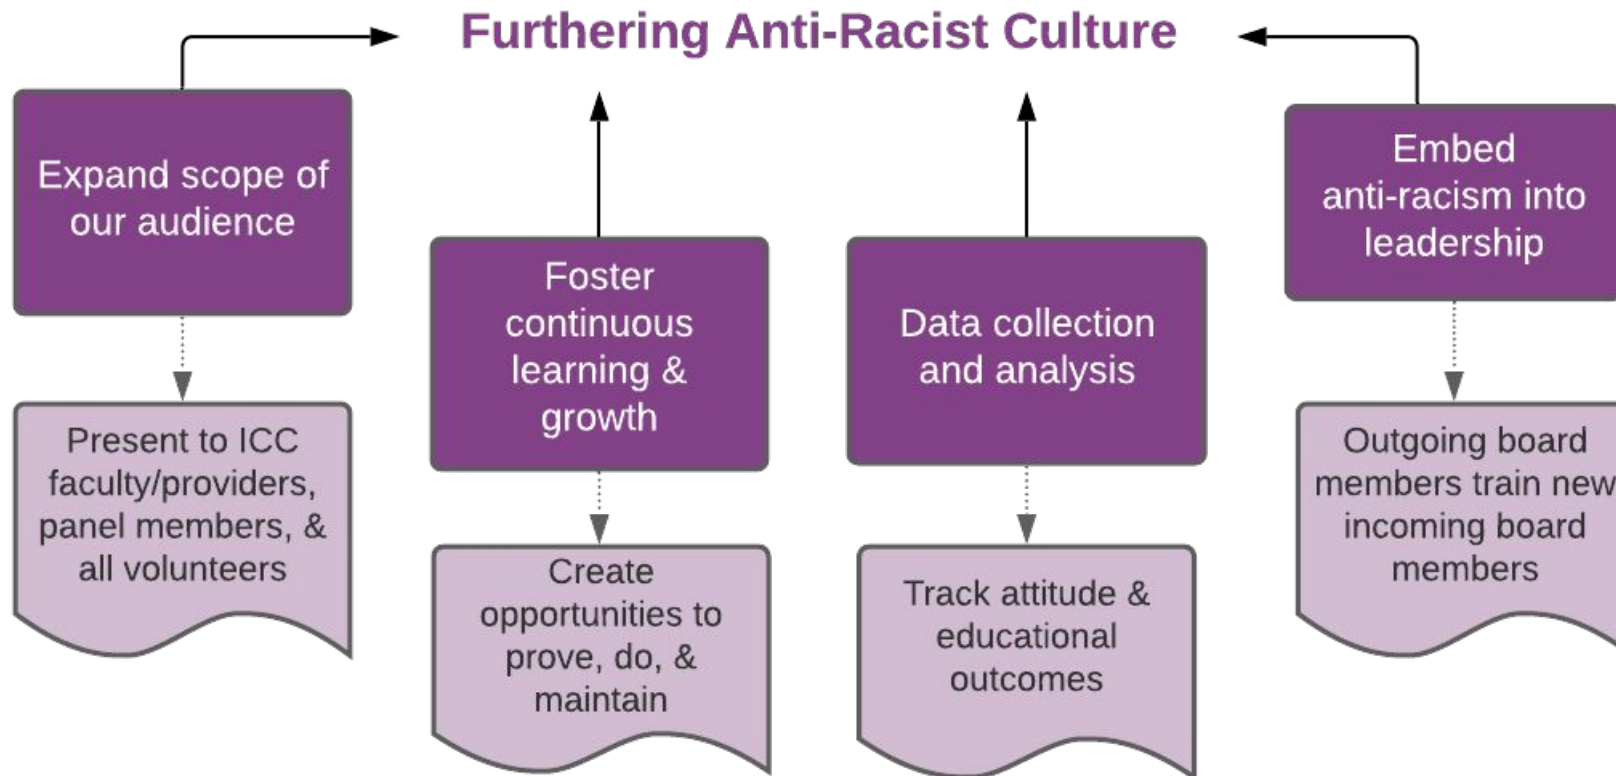 Furthering Anti-Racist Culture
Expand scope of
our audience
Present to ICC
faculty/providers,
panel members, &
all volunteers
Foster
continuous
learning &
growth
Create
opportunities to
prove, do, &
maintain
Data collection
and analysis
Track attitude &
educational
outcomes
Embed
anti-racism into
leadership
Outgoing board
members train new
incoming board
members